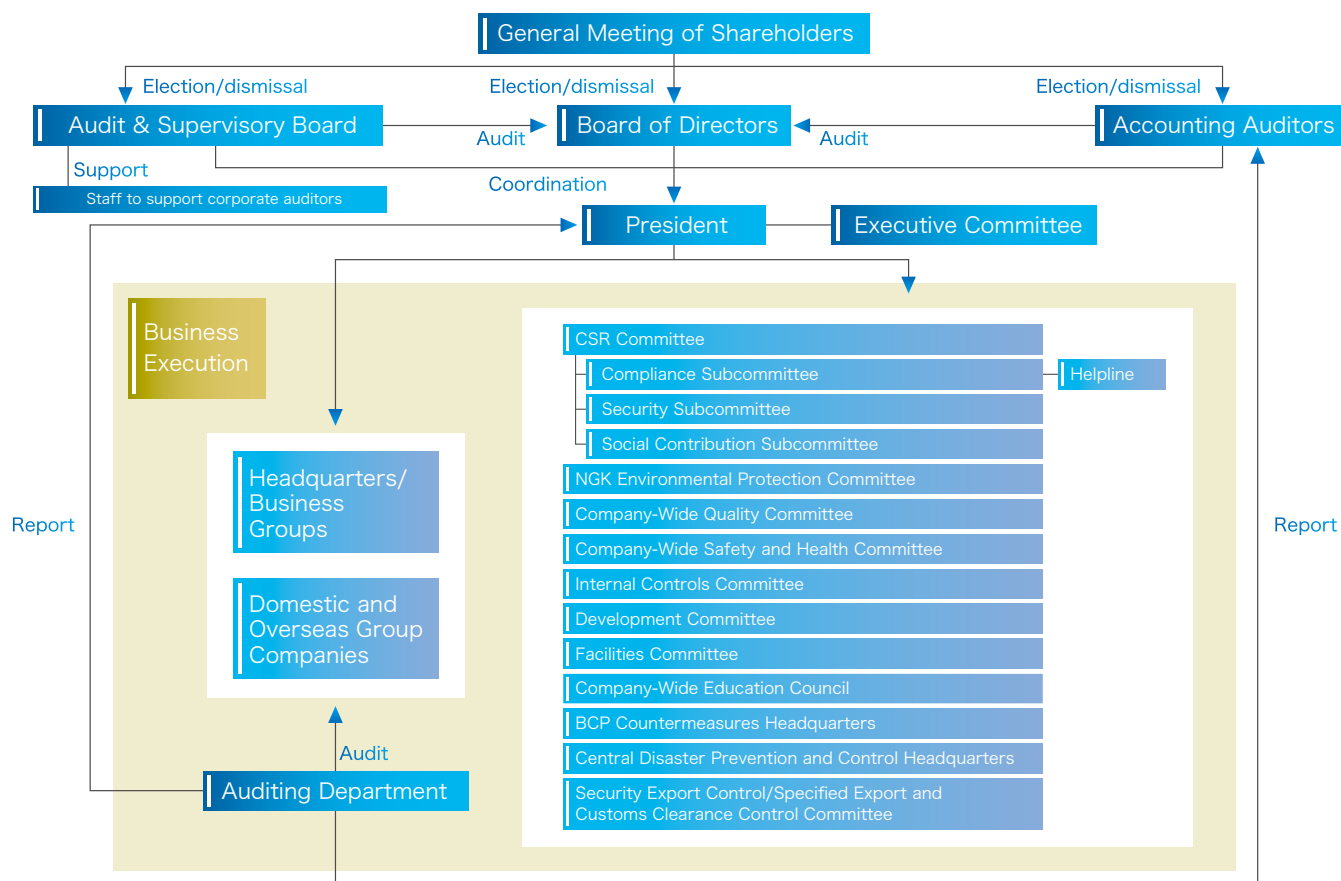 General Meeting of Shareholders
Election/dismissal
Election/dismissal
Election/dismissal
Audit & Supervisory Board
Audit
Board of Directors
Audit
Accounting Auditors
Support
Staff to support corporate auditors
Coordination
President
Executive Committee
Business
Execution
CSR Committee
Compliance Subcommittee
Helpline
Security Subcommittee
Social Contribution Subcommittee
NGK Environmental Protection Committee
Company-Wide Quality Committee
Company-Wide Safety and Health Committee
Internal Controls Committee
Development Committee
Facilities Committee
Company-Wide Education Council
BCP Countermeasures Headquarters
Central Disaster Prevention and Control Headquarters
Security Export Control/Specified Export and
Customs Clearance Control Committee
Headquarters/
Business
Groups
Domestic and
Overseas Group
Companies
Report
Report
Audit
Auditing Department